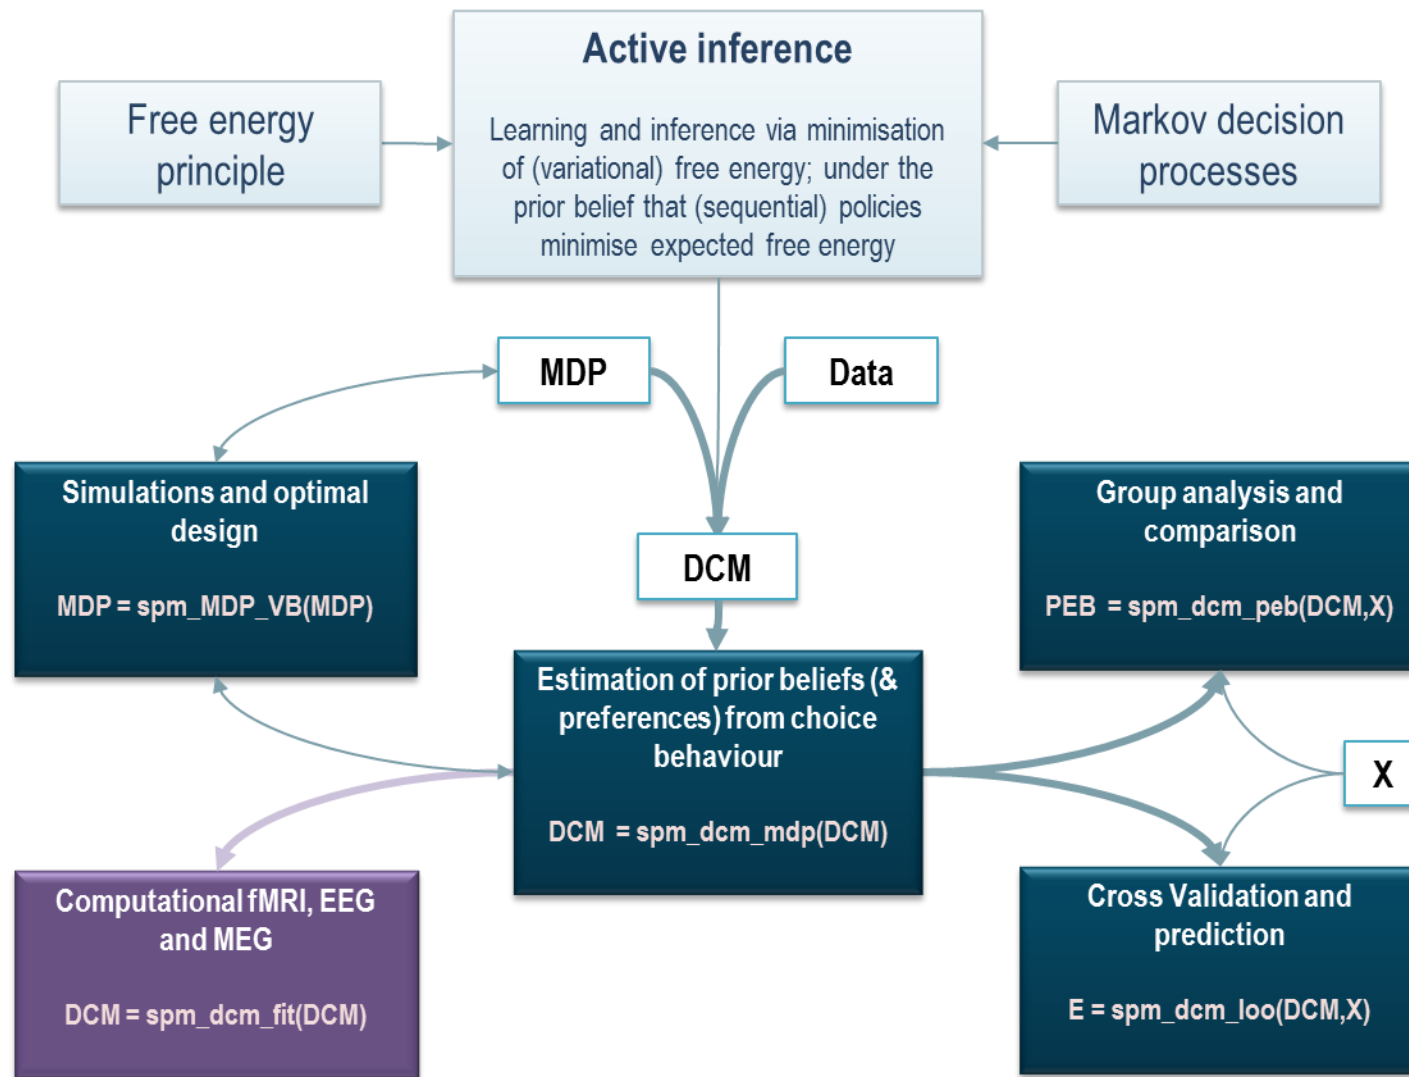 Active inference
Learning and inference via minimisation
of (variational) free energy; under the
prior belief that (sequential) policies
minimise expected free energy
Free energy
principle
Markov decision
processes
MDP
Data
Simulations and optimal
design
MDP = spm_MDP_VB(MDP)
DCM
Group analysis and
comparison
PEB = spm_dcm_peb(DCM,X)
Estimation of prior beliefs (&
preferences) from choice
behaviour
DCM = spm_dcm_mdp(DCM)
X
Computational fMRI, EEG
and MEG
DCM = spm_dcm_fit(DCM)
Cross Validation and
prediction
E = spm_dcm_loo(DCM,X)